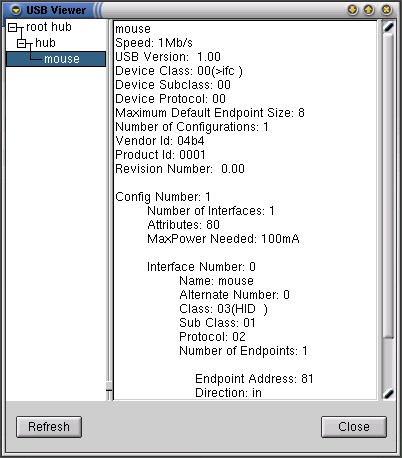 USB Viewer
root hub
hub
mouse
mouse
Speed: 1Mb/s
USB Version:  1.00
Device Class: 00(>ifc )
Device Subclass: 00
Device Protocol: 00
Maximum Default Endpoint Size: 8
Number of Configurations: 1
Vendor Id: 04b4
Product Id: 0001
Revision Number:  0.00
Config Number: 1
Number of Interfaces: 1
Attributes: 80
MaxPower Needed: 100mA
Interface Number: 0
Name: mouse
Alternate Number: 0
Class: 03(HID  )
Sub Class: 01
Protocol: 02
Number of Endpoints: 1
Endpoint Address: 81
Direction: in
Refresh
Close